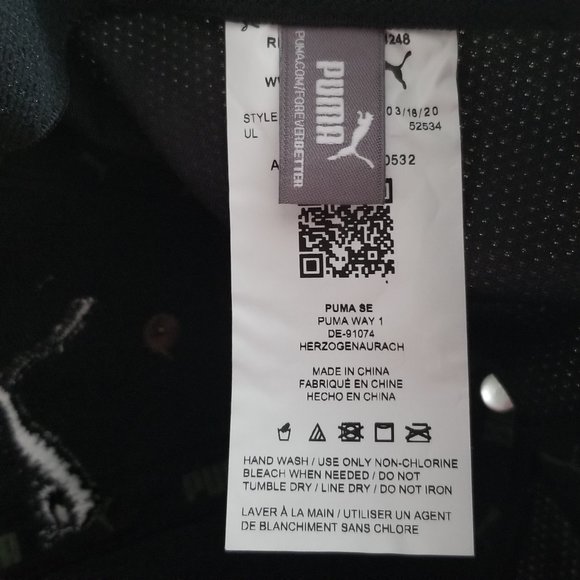 RI 3248
W
STYLE 03/16/20
UL 52534
A 0532
PUMA
PUMA.COM/FOREVERBETTER
PUMA SE
PUMA WAY 1
DE-91074
HERZOGENAURACH
MADE IN CHINA
FABRIQUÉ EN CHINE
HECHO EN CHINA
HAND WASH / USE ONLY NON-CHLORINE
BLEACH WHEN NEEDED / DO NOT
TUMBLE DRY / LINE DRY / DO NOT IRON
LAVER À LA MAIN / UTILISER UN AGENT
DE BLANCHIMENT SANS CHLORE